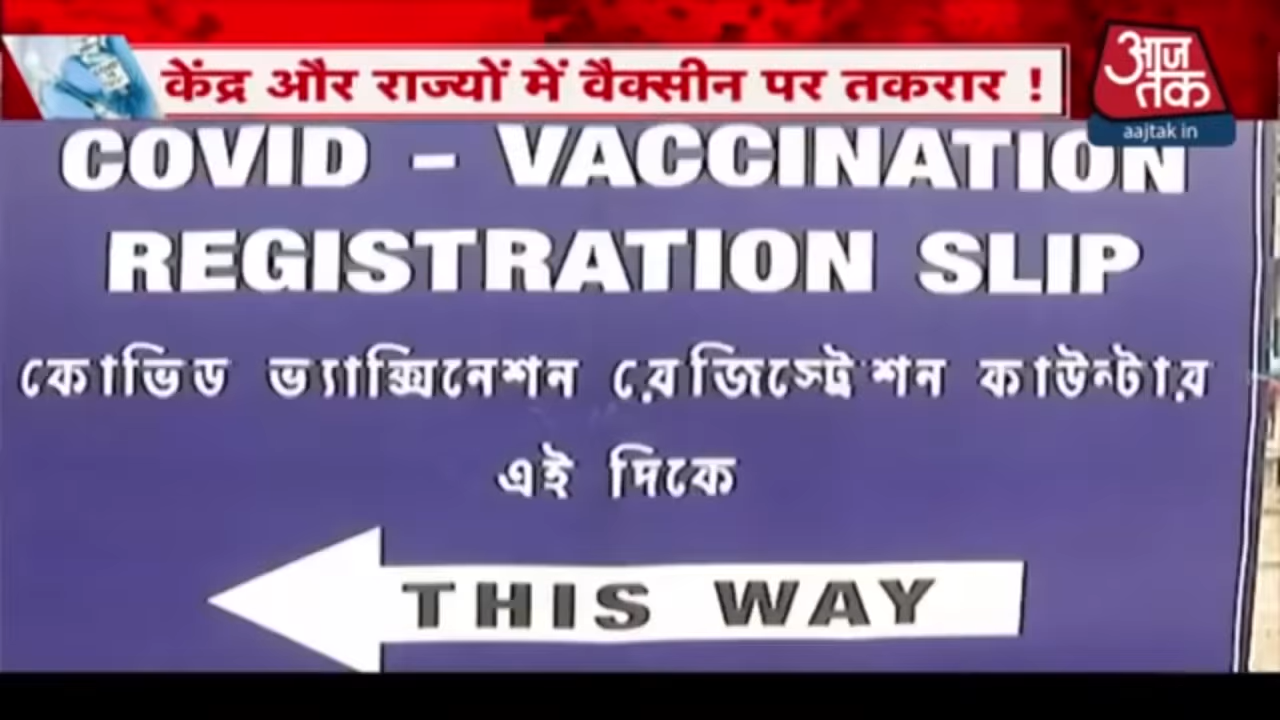 केंद्र और राज्यों में वैक्सीन पर तकरार !
आज
तक
aajtak in
COVID – VACCINATION
REGISTRATION SLIP
কোভিড ভ্যাক্সিনেশন রেজিস্ট্রেশন কাউন্টার
এই দিকে
THIS WAY